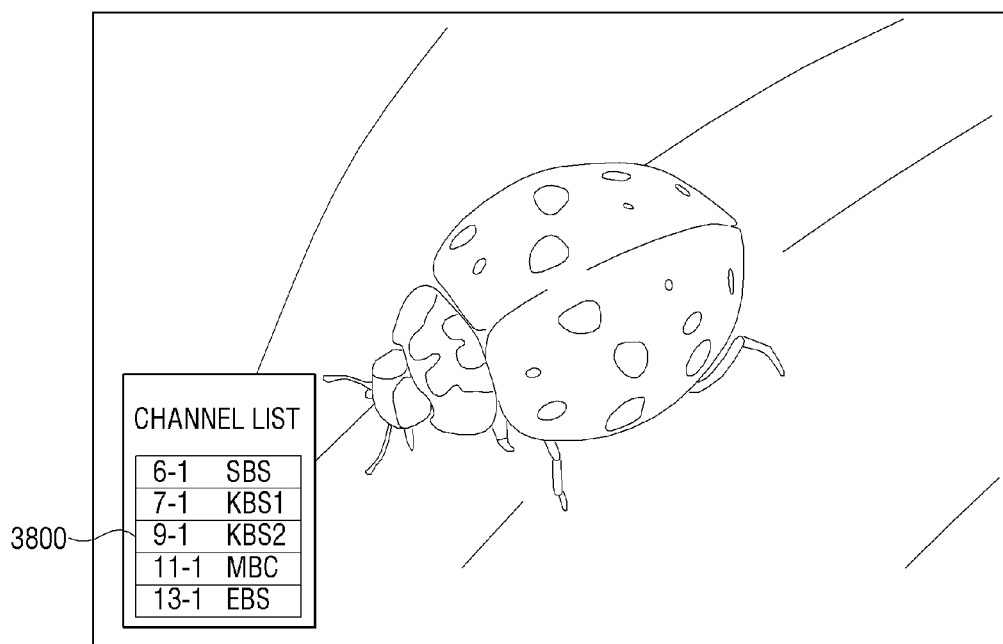 CHANNEL LIST
6-1 SBS
7-1 KBS1
3800 9-1 KBS2
11-1 MBC
13-1 EBS